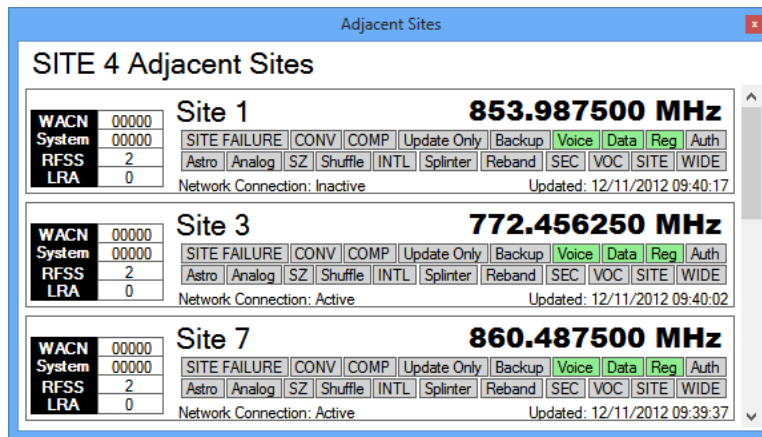 Adjacent Sites
x
SITE 4 Adjacent Sites
WACN 00000
System 00000
RFSS 2
LRA 0
Site 1 853.987500 MHz
SITE FAILURE CONV COMP Update Only Backup Voice Data Reg Auth
Astro Analog SZ Shuffle INTL Splinter Reband SEC VOC SITE WIDE
Network Connection: Inactive Updated: 12/11/2012 09:40:17
WACN 00000
System 00000
RFSS 2
LRA 0
Site 3 772.456250 MHz
SITE FAILURE CONV COMP Update Only Backup Voice Data Reg Auth
Astro Analog SZ Shuffle INTL Splinter Reband SEC VOC SITE WIDE
Network Connection: Active Updated: 12/11/2012 09:40:02
WACN 00000
System 00000
RFSS 2
LRA 0
Site 7 860.487500 MHz
SITE FAILURE CONV COMP Update Only Backup Voice Data Reg Auth
Astro Analog SZ Shuffle INTL Splinter Reband SEC VOC SITE WIDE
Network Connection: Active Updated: 12/11/2012 09:39:37